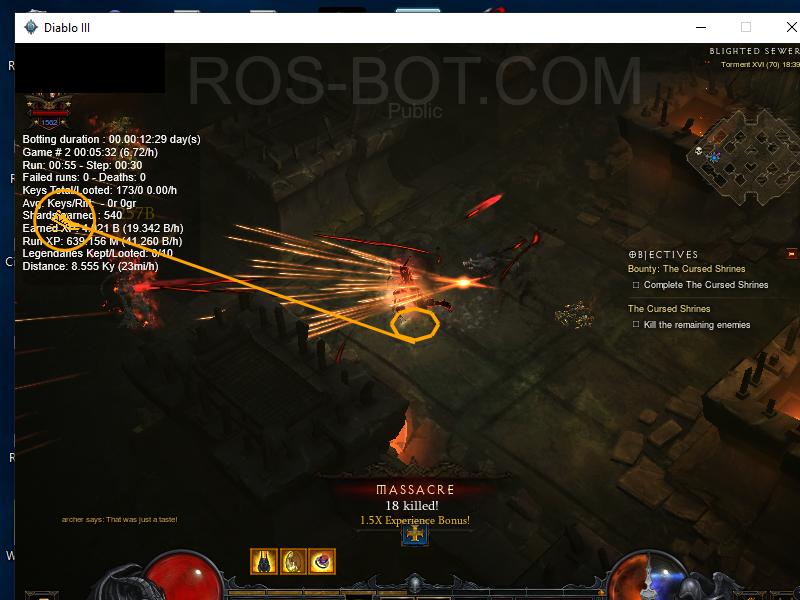 Diablo III
BLIGHTED SEWER
Torment XVI (70) 18:39
ROS-BOT.COM
Public
1562
Botting duration : 00.00:12:29 day(s)
Game # 2 00:05:32 (6.72/h)
Run: 00:55 - Step: 00:30
Failed runs: 0 - Deaths: 0
Keys Total/Looted: 173/0 0.00/h
Avg. Keys/Rift: - 0r 0gr
Shards earned : 540
57B
Earned XP: 4.021 B (19.342 B/h)
Run XP: 639.156 M (41.260 B/h)
Legendaries Kept/Looted: 0/10
Distance: 8.555 Ky (23mi/h)
OBJECTIVES
Bounty: The Cursed Shrines
Complete The Cursed Shrines
The Cursed Shrines
Kill the remaining enemies
MASSACRE
18 killed!
1.5X Experience Bonus!
archer says: That was just a taste!
R
R
C
R
W